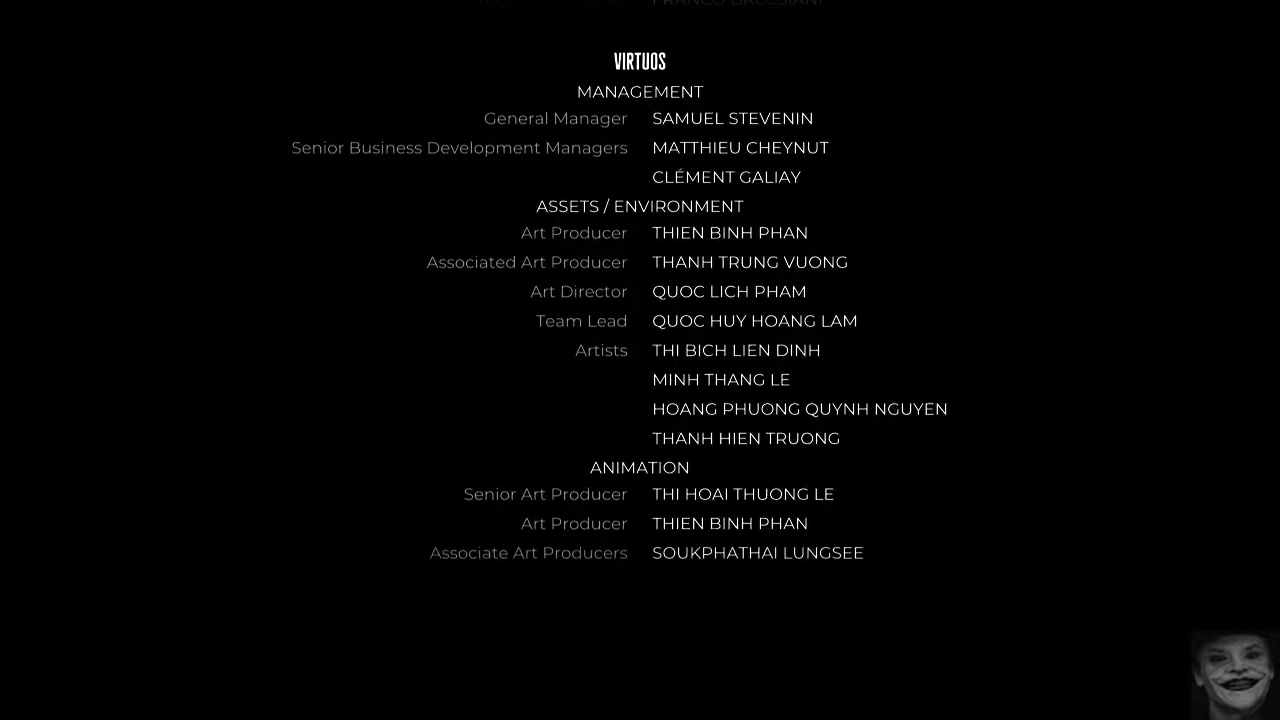 VIRTUOS
MANAGEMENT
General Manager SAMUEL STEVENIN
Senior Business Development Managers MATTHIEU CHEYNUT
CLÉMENT GALIAY
ASSETS / ENVIRONMENT
Art Producer THIEN BINH PHAN
Associated Art Producer THANH TRUNG VUONG
Art Director QUOC LICH PHAM
Team Lead QUOC HUY HOANG LAM
Artists THI BICH LIEN DINH
MINH THANG LE
HOANG PHUONG QUYNH NGUYEN
THANH HIEN TRUONG
ANIMATION
Senior Art Producer THI HOAI THUONG LE
Art Producer THIEN BINH PHAN
Associate Art Producers SOUKPHATHAI LUNGSEE